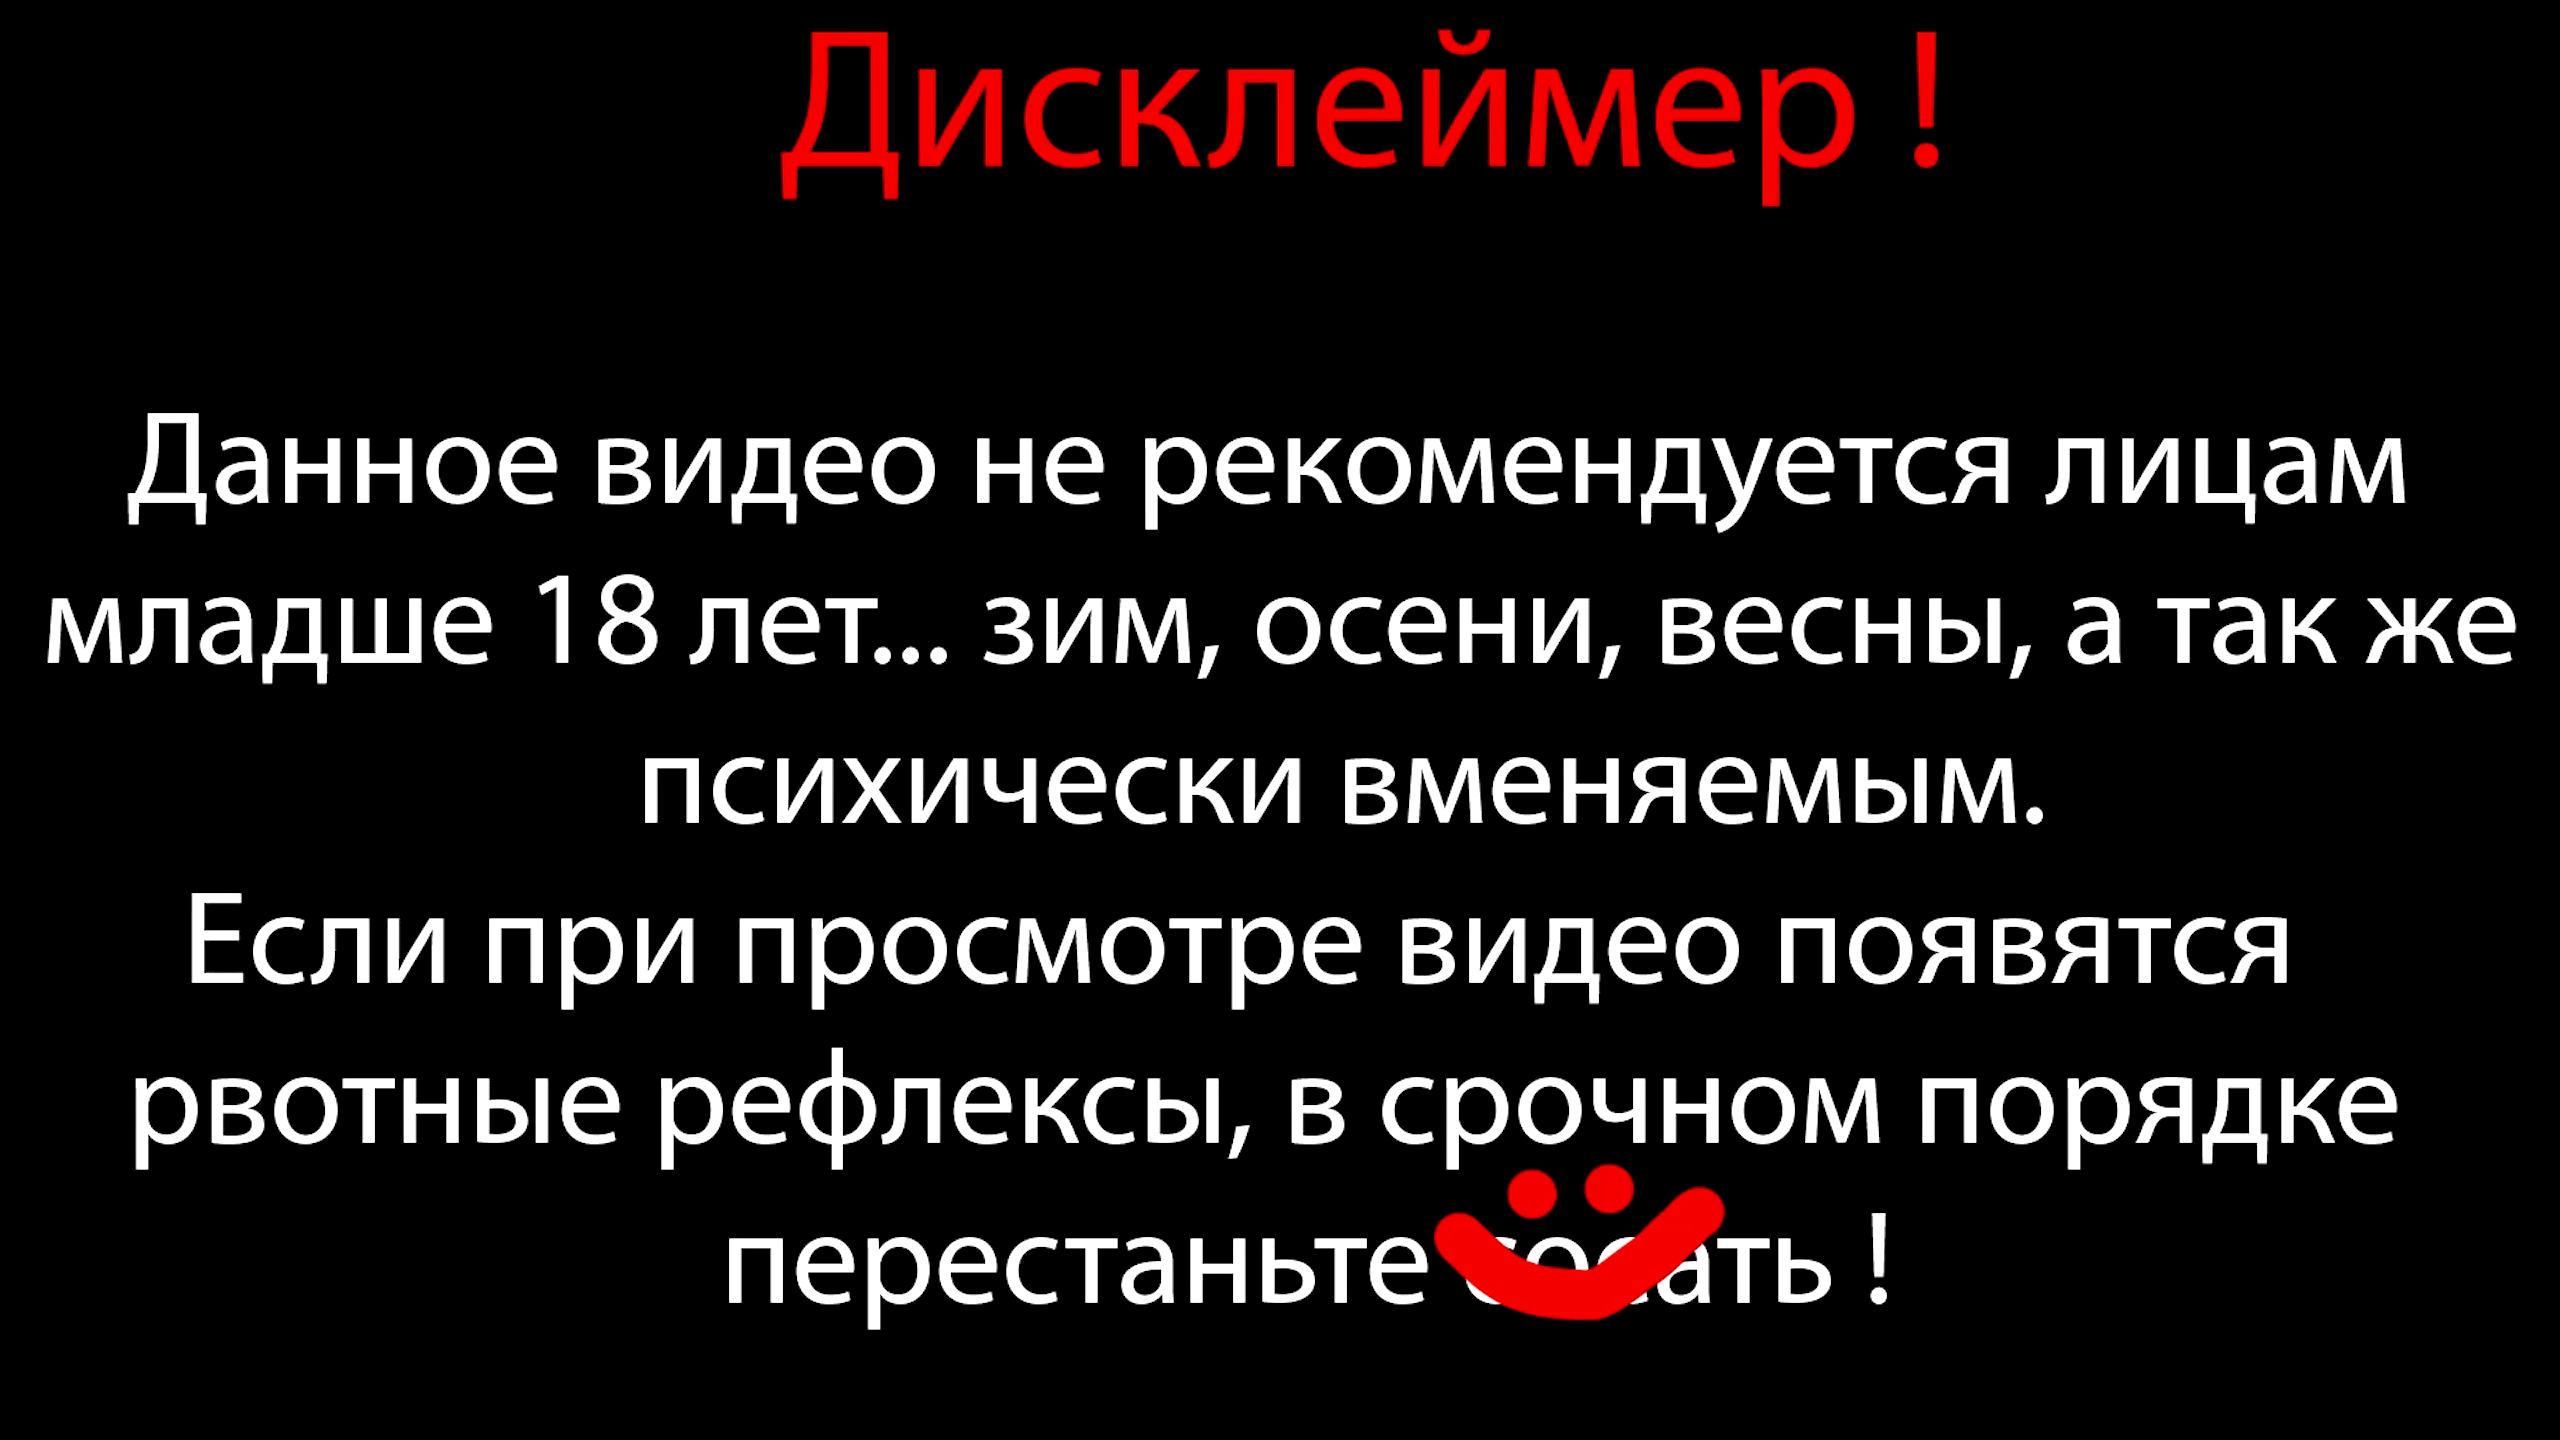 Дисклеймер !
Данное видео не рекомендуется лицам
младше 18 лет... зим, осени, весны, а так же
психически вменяемым.
Если при просмотре видео появятся
рвотные рефлексы, в срочном порядке
перестаньте сосать !